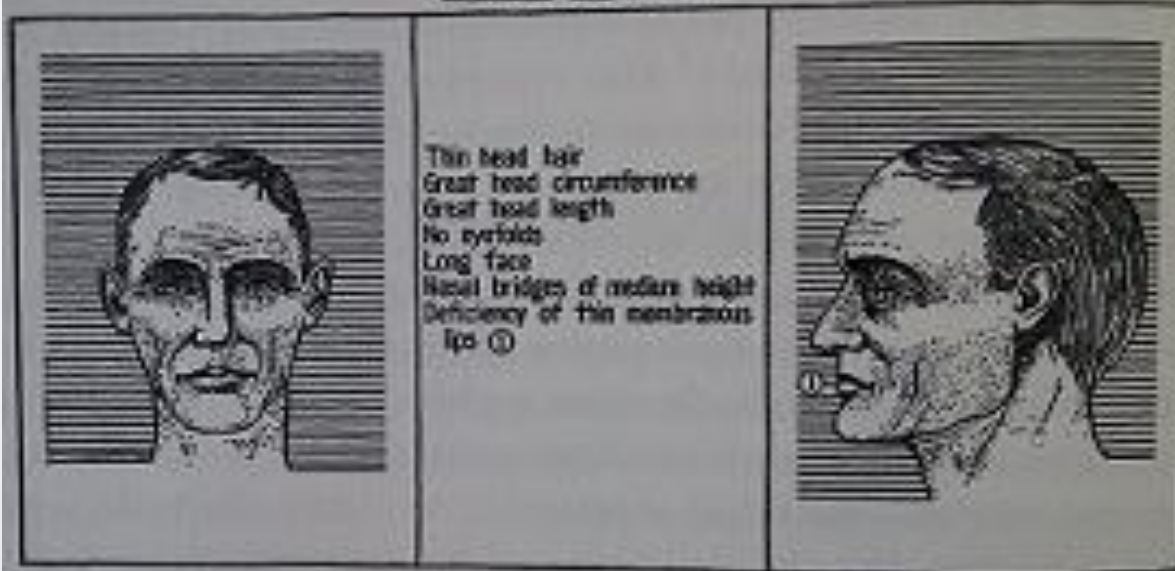 Thin head hair
Great head circumference
Great head length
No eyefolds
Long face
Nasal bridges of medium height
Deficiency of thin membranous
lips ①
①